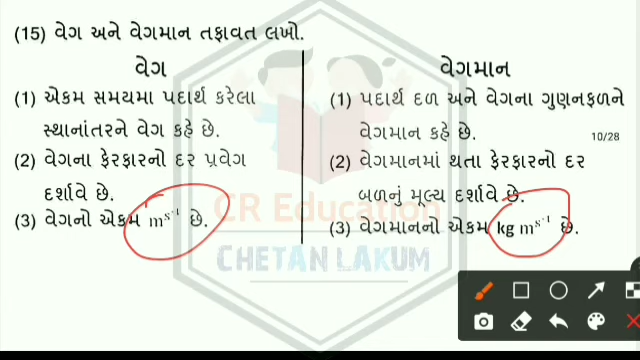 (15) વેગ અને વેગમાન તફાવત લખો.
વેગ
(1) એકમ સમયમા પદાર્થ કરેલા
સ્થાનાંતરને વેગ કહે છે.
(2) વેગના ફેરફારનો દર પ્રવેગ
દર્શાવે છે.
(3) વેગનો એકમ ms⁻¹ છે.
વેગમાન
(1) પદાર્થ દળ અને વેગના ગુણનફળને
વેગમાન કહે છે.
10/28
(2) વેગમાનમાં થતા ફેરફારનો દર
બળનું મૂલ્ય દર્શાવે છે.
(3) વેગમાનનો એકમ kg ms⁻¹ છે.
CR Education
CHETAN LAKUM